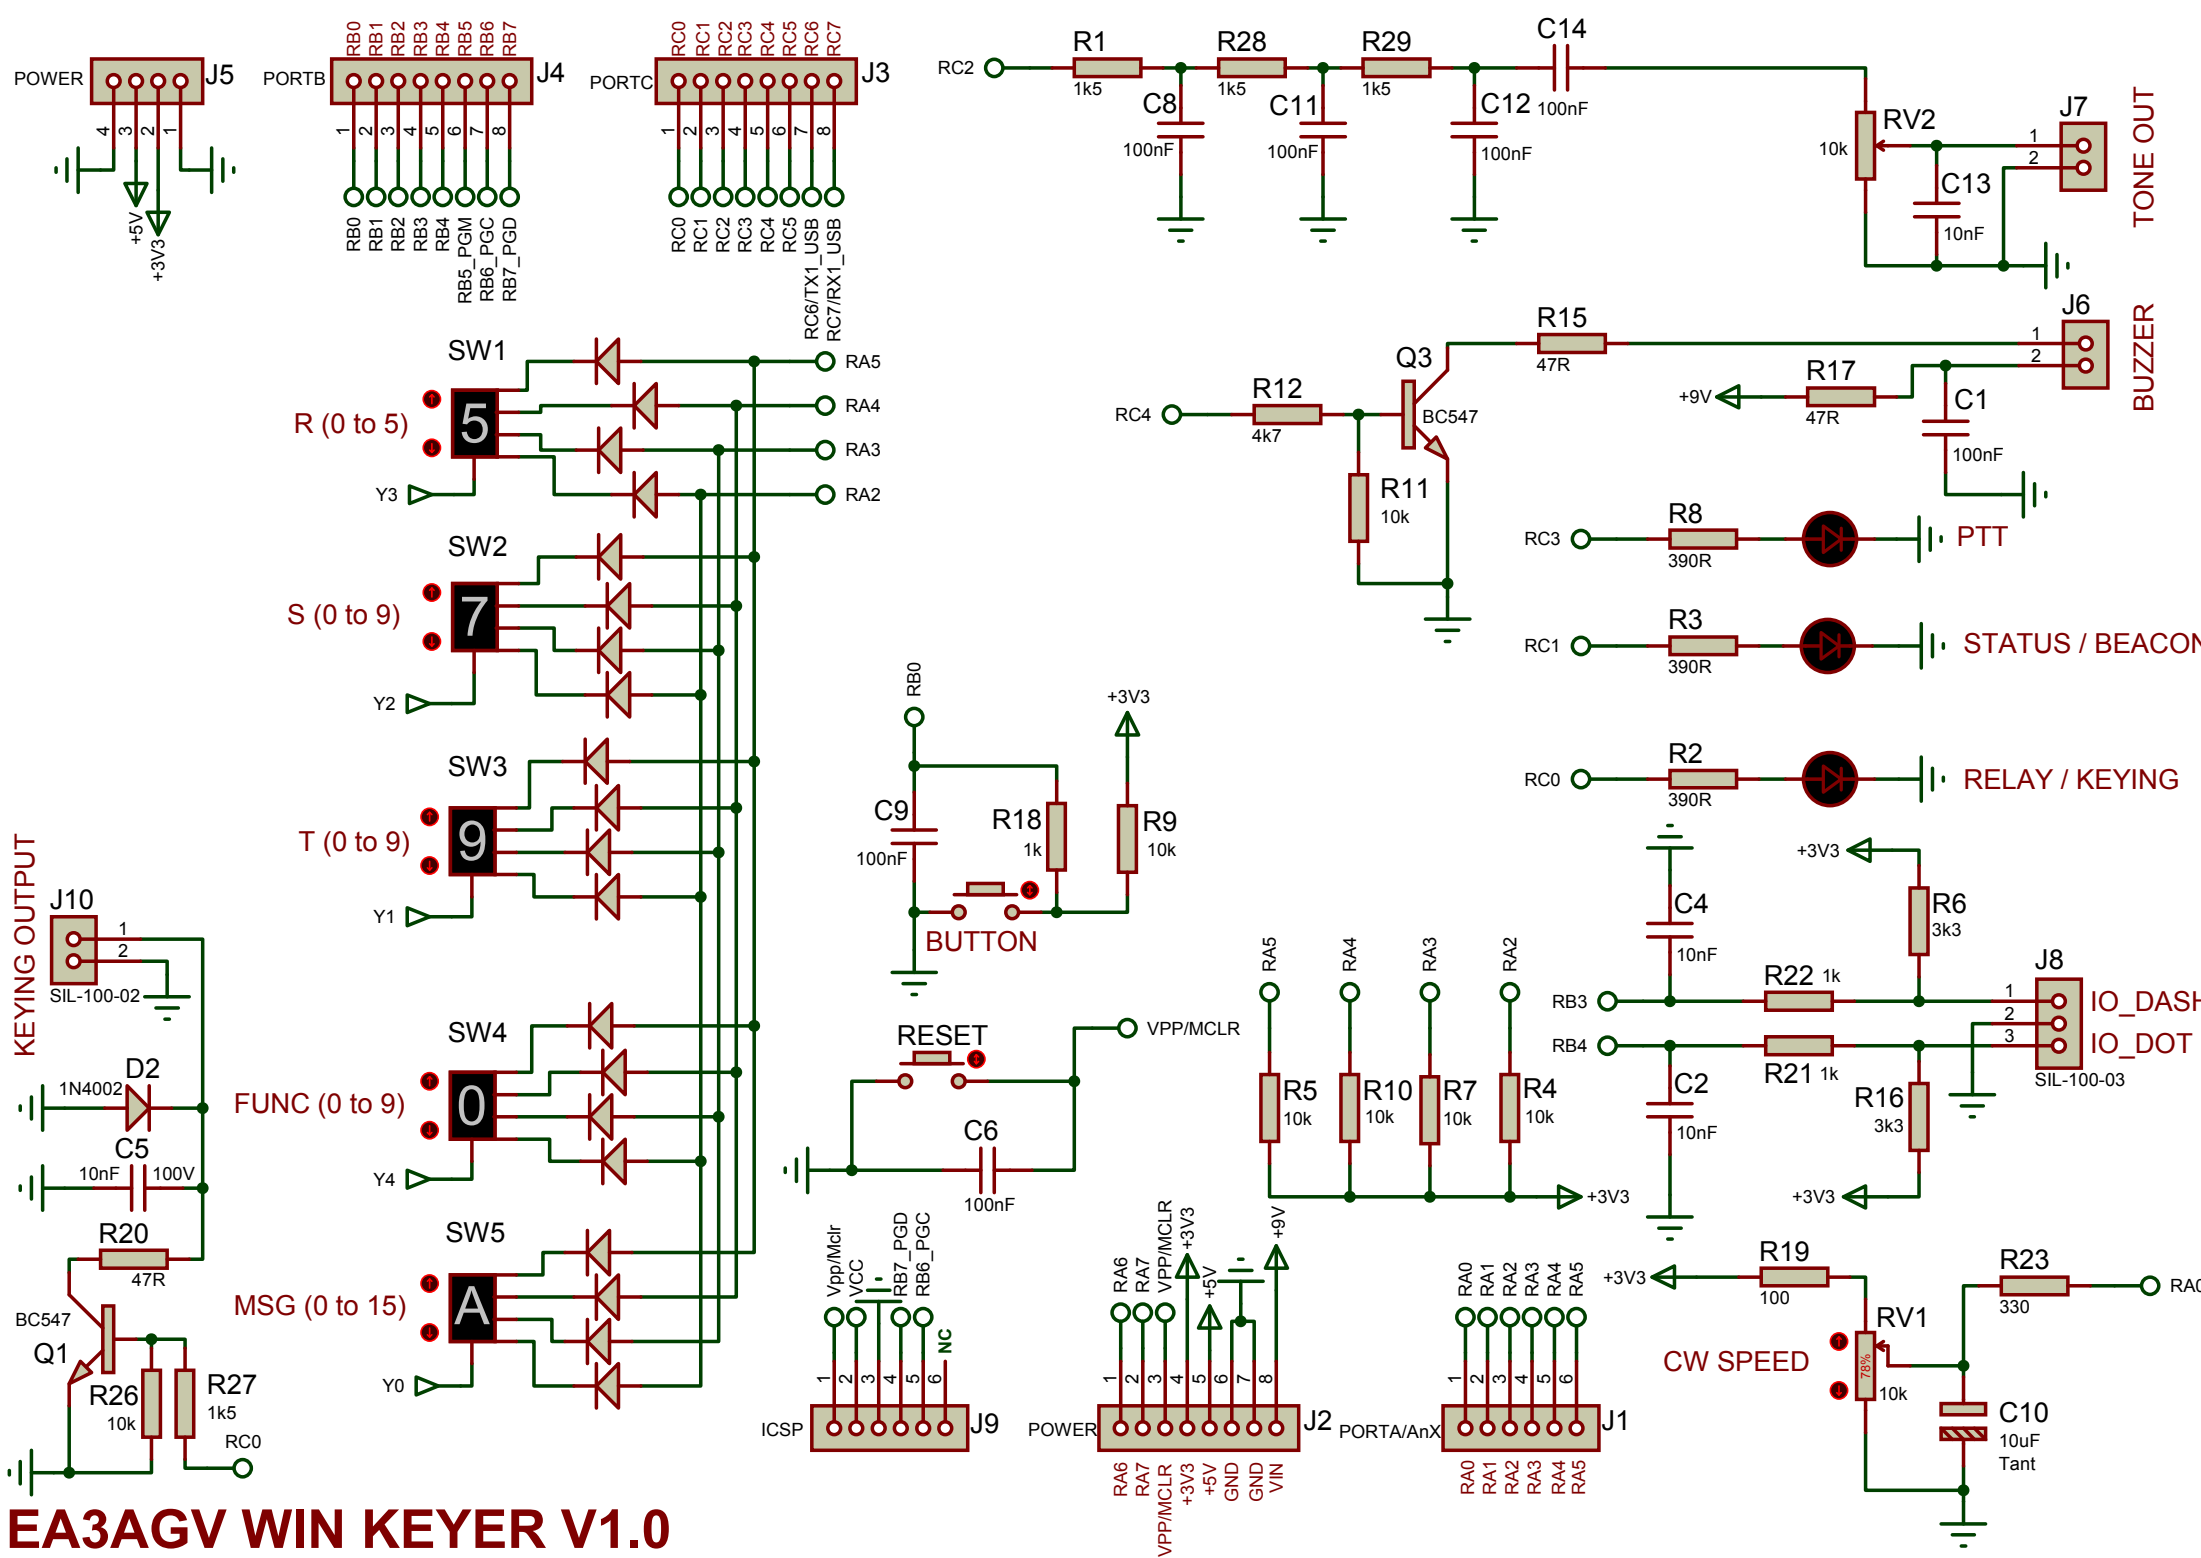 POWER
J5
4 3 2 1
+5V
+3V3
RB0 RB1 RB2 RB3 RB4 RB5 RB6 RB7
PORTB
J4
1 2 3 4 5 6 7 8
RB0 RB1 RB2 RB3 RB4 RB5_PGM RB6_PGC RB7_PGD
RC0 RC1 RC2 RC3 RC4 RC5 RC6 RC7
PORTC
J3
1 2 3 4 5 6 7 8
RC0 RC1 RC2 RC3 RC4 RC5 RC6/TX1_USB RC7/RX1_USB
RC2
R1
1k5
C8
100nF
R28
1k5
C11
100nF
R29
1k5
C12
100nF
C14
100nF
RV2
10k
C13
10nF
J7
1
2
TONE OUT
SW1
5
R (0 to 5)
Y3
RA5
RA4
RA3
RA2
SW2
7
S (0 to 9)
Y2
SW3
9
T (0 to 9)
Y1
SW4
0
FUNC (0 to 9)
Y4
SW5
A
MSG (0 to 15)
Y0
RC4
R12
4k7
R11
10k
Q3
BC547
R15
47R
J6
1
2
BUZZER
+9V
R17
47R
C1
100nF
RC3
R8
390R
PTT
RC1
R3
390R
STATUS / BEACON
RC0
R2
390R
RELAY / KEYING
RB0
+3V3
C9
100nF
R18
1k
R9
10k
BUTTON
RESET
VPP/MCLR
C6
100nF
RA5 RA4 RA3 RA2
R5
10k
R10
10k
R7
10k
R4
10k
+3V3
C4
10nF
+3V3
R6
3k3
RB3
R22 1k
J8
1
2
3
SIL-100-03
IO_DASH
IO_DOT
RB4
R21 1k
C2
10nF
R16
3k3
+3V3
KEYING OUTPUT
J10
1
2
SIL-100-02
D2
1N4002
C5
10nF 100V
R20
47R
BC547
Q1
R26
10k
R27
1k5
RC0
Vpp/Mclr VCC RB7_PGD RB6_PGC NC
1 2 3 4 5 6
ICSP
J9
RA6 RA7 VPP/MCLR +3V3 +5V +9V
1 2 3 4 5 6 7 8
POWER
J2
RA6 RA7 VPP/MCLR +3V3 +5V GND GND VIN
RA0 RA1 RA2 RA3 RA4 RA5
1 2 3 4 5 6
PORTA/AnX
J1
RA0 RA1 RA2 RA3 RA4 RA5
+3V3
R19
100
RV1
78%
10k
CW SPEED
R23
330
RA0
C10
10uF
Tant
EA3AGV WIN KEYER V1.0